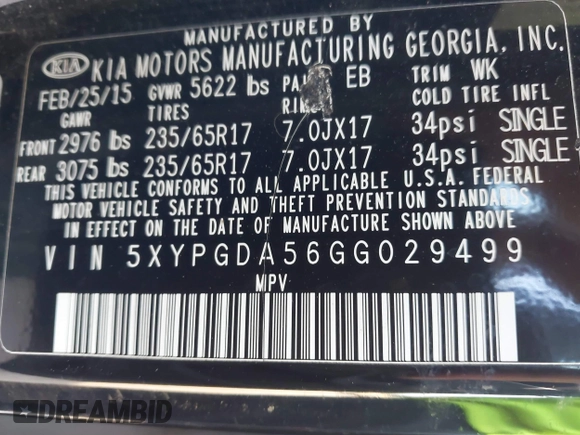 MANUFACTURED BY
KIA KIA MOTORS MANUFACTURING GEORGIA, INC.
FEB/25/15 GVWR 5622 lbs EB TRIM WK
GAWR TIRES COLD TIRE INFL
FRONT 2976 lbs 235/65R17 7.0JX17 34psi SINGLE
REAR 3075 lbs 235/65R17 7.0JX17 34psi SINGLE
THIS VEHICLE CONFORMS TO ALL APPLICABLE U.S.A. FEDERAL
MOTOR VEHICLE SAFETY AND THEFT PREVENTION STANDARDS
IN EFFECT ON THE DATE OF MANUFACTURE SHOWN ABOVE
VIN 5XYPGDA56GG029499
MPV
DREAMBID